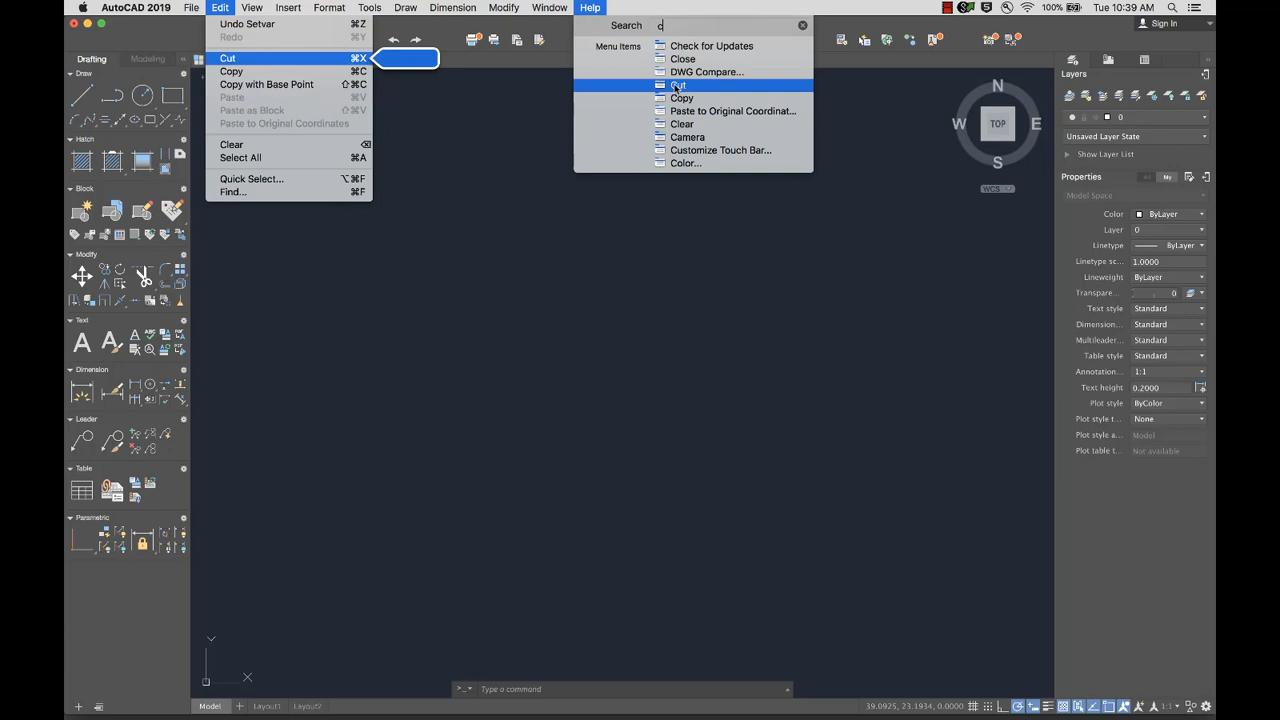 AutoCAD 2019 File Edit View Insert Format Tools Draw Dimension Modify Window Help 100% Tue 10:39 AM
Sign In
Drafting Modeling
Draw
Hatch
Block
Modify
Text
Dimension
Leader
Table
Parametric
Undo Setvar ⌘Z
Redo ⌘Y
Cut ⌘X
Copy ⌘C
Copy with Base Point ⇧⌘C
Paste ⌘V
Paste as Block ⇧⌘V
Paste to Original Coordinates
Clear ⌫
Select All ⌘A
Quick Select... ⌥⌘F
Find... ⌘F
Search c
Menu Items Check for Updates
Close
DWG Compare...
Cut
Copy
Paste to Original Coordinat...
Clear
Camera
Customize Touch Bar...
Color...
N
W TOP E
S
WCS
Layers
0
Unsaved Layer State
Show Layer List
Properties All My
Model Space
Color ByLayer
Layer 0
Linetype ByLayer
Linetype sc... 1.0000
Lineweight ByLayer
Transpare... 0
Text style Standard
Dimension... Standard
Multileader... Standard
Table style Standard
Annotation... 1:1
Text height 0.2000
Plot style ByColor
Plot style t... None
Plot style a... Model
Plot table t... Not available
Y
X
>_ Type a command
Model Layout1 Layout2 39.0925, 23.1934, 0.0000 1:1